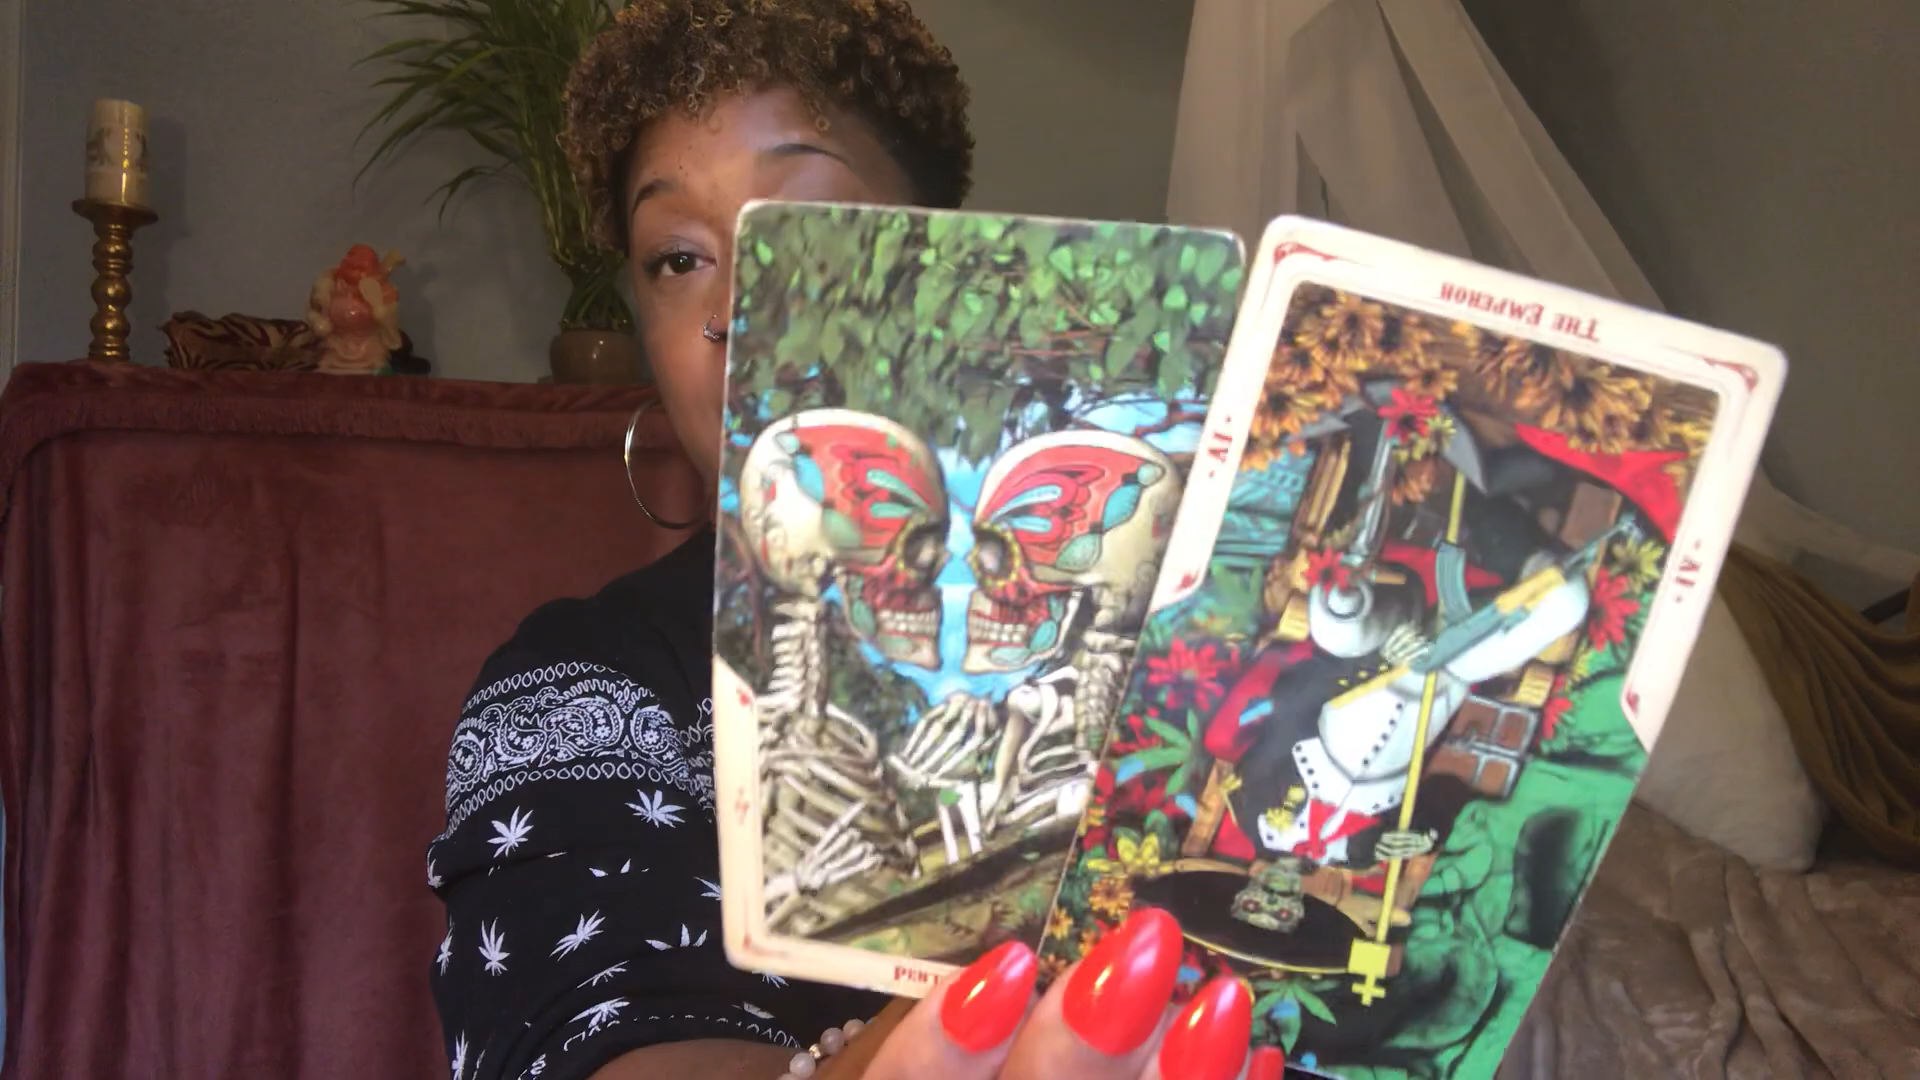 THE EMPEROR
· IV ·
· IV ·